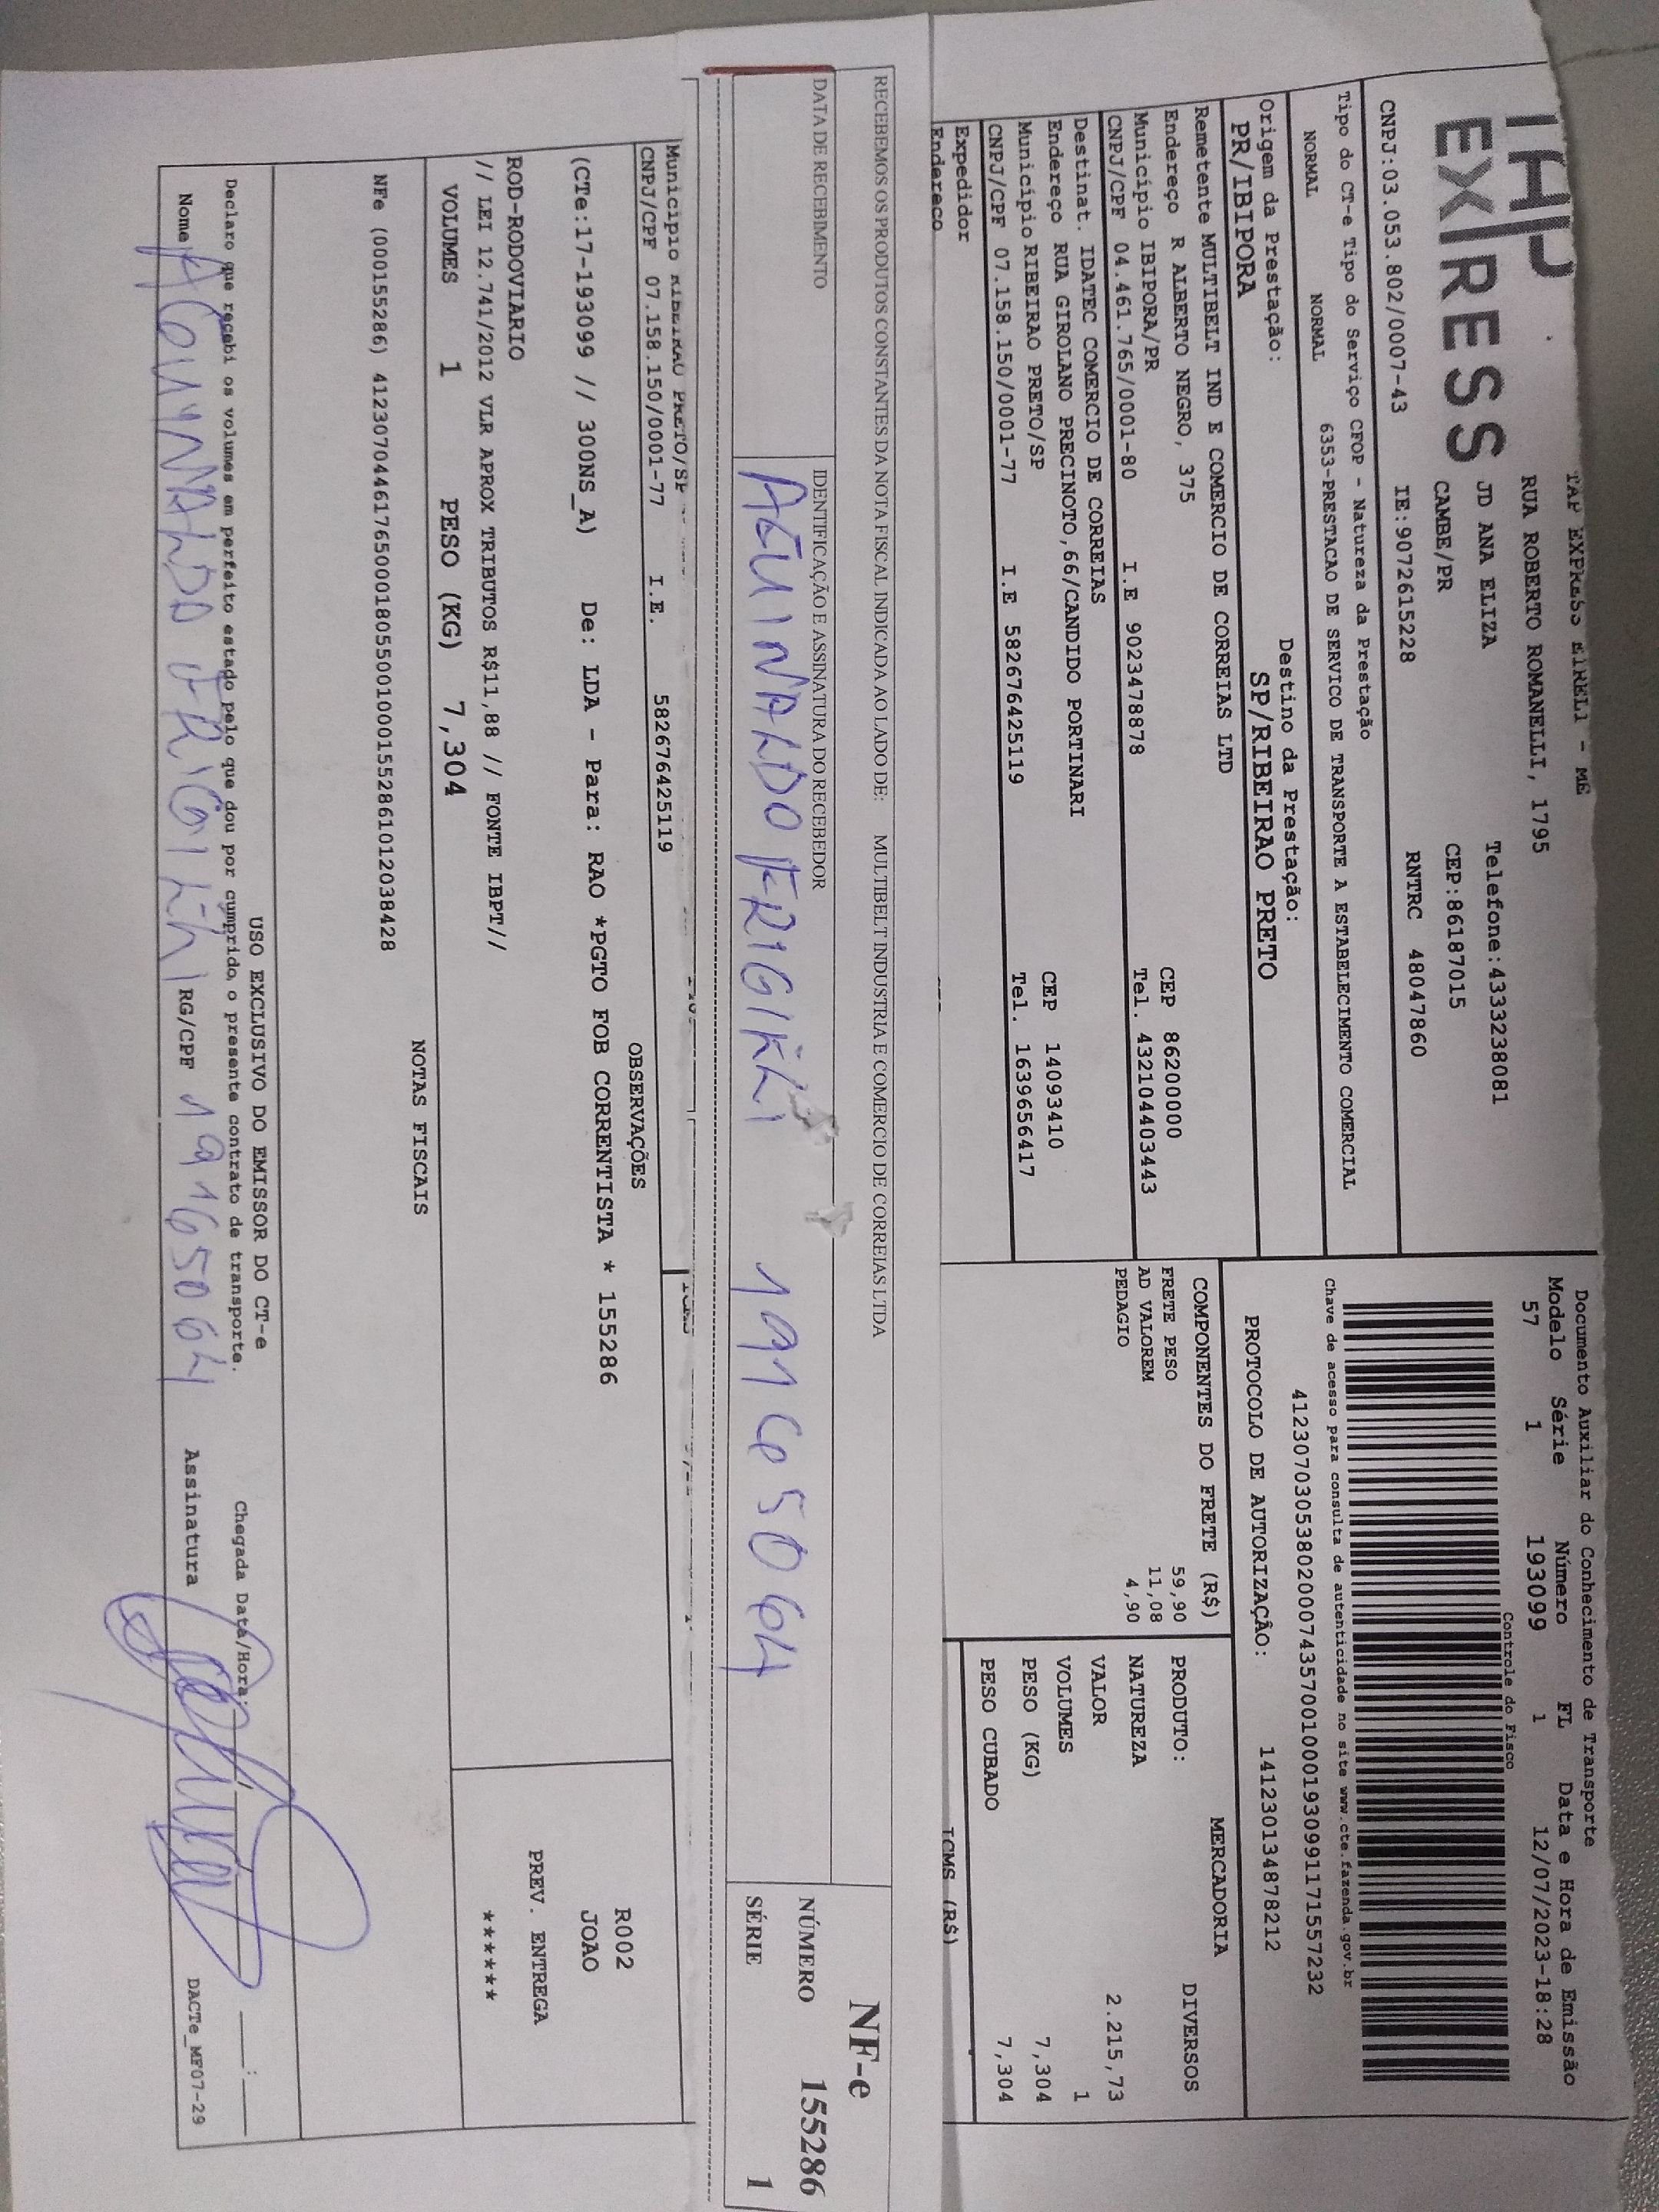 TAP EXPRESS EIRELI - ME
RUA ROBERTO ROMANELLI, 1795
JD ANA ELIZA Telefone:4333238081
CAMBE/PR CEP:86187015
EXPRESS
CNPJ:03.053.802/0007-43 IE:9072615228 RNTRC 48047860
Documento Auxiliar do Conhecimento de Transporte
Modelo Série Número FL Data e Hora de Emissão
57 1 193099 1 12/07/2023-18:28
Controle do Fisco
Tipo do CT-e Tipo do Serviço CFOP - Natureza da Prestação
NORMAL NORMAL 6353-PRESTACAO DE SERVICO DE TRANSPORTE A ESTABELECIMENTO COMERCIAL
Chave de acesso para consulta de autenticidade no site www.cte.fazenda.gov.br
41230703053802000743570010001930991171557232
Origem da Prestação: Destino da Prestação:
PR/IBIPORA SP/RIBEIRAO PRETO
PROTOCOLO DE AUTORIZAÇÃO: 141230134878212
Remetente MULTIBELT IND E COMERCIO DE CORREIAS LTD
Endereço R ALBERTO NEGRO, 375 CEP 86200000
Município IBIPORA/PR Tel. 432104403443
CNPJ/CPF 04.461.765/0001-80 I.E 9023478878
Destinat. IDATEC COMERCIO DE CORREIAS
Endereço RUA GIROLANO PRECINOTO,66/CANDIDO PORTINARI CEP 14093410
Município RIBEIRAO PRETO/SP Tel. 1639656417
CNPJ/CPF 07.158.150/0001-77 I.E 582676425119
Expedidor
Endereço
COMPONENTES DO FRETE (R$)
FRETE PESO 59,90
AD VALOREM 11,08
PEDAGIO 4,90
MERCADORIA
PRODUTO: DIVERSOS
NATUREZA
VALOR 2.215,73
VOLUMES 1
PESO (KG) 7,304
PESO CUBADO 7,304
ICMS (R$)
RECEBEMOS OS PRODUTOS CONSTANTES DA NOTA FISCAL INDICADA AO LADO DE: MULTIBELT INDUSTRIA E COMERCIO DE CORREIAS LTDA
DATA DE RECEBIMENTO IDENTIFICAÇÃO E ASSINATURA DO RECEBEDOR
AGUINALDO FRIGIKHI 191650 64
NF-e
NÚMERO 155286
SÉRIE 1
Município RIBEIRAO PRETO/SP
CNPJ/CPF 07.158.150/0001-77 I.E. 582676425119
OBSERVAÇÕES
(CTe:17-193099 // 300NS_A) De: LDA - Para: RAO *PGTO FOB CORRENTISTA * 155286
ROD-RODOVIARIO
// LEI 12.741/2012 VLR APROX TRIBUTOS R$11,88 // FONTE IBPT//
R002
JOAO
PREV. ENTREGA
******
VOLUMES 1 PESO (KG) 7,304
NOTAS FISCAIS
NFe (000155286) 41230704461765000180550010001552861012038428
USO EXCLUSIVO DO EMISSOR DO CT-e
Declaro que recebi os volumes em perfeito estado pelo que dou por cumprido o presente contrato de transporte.
Chegada Data/Hora: __/__/__ __:__
Nome AGUINALDO FRIGIKHI RG/CPF 19165064 Assinatura
DACTe_MF07-29